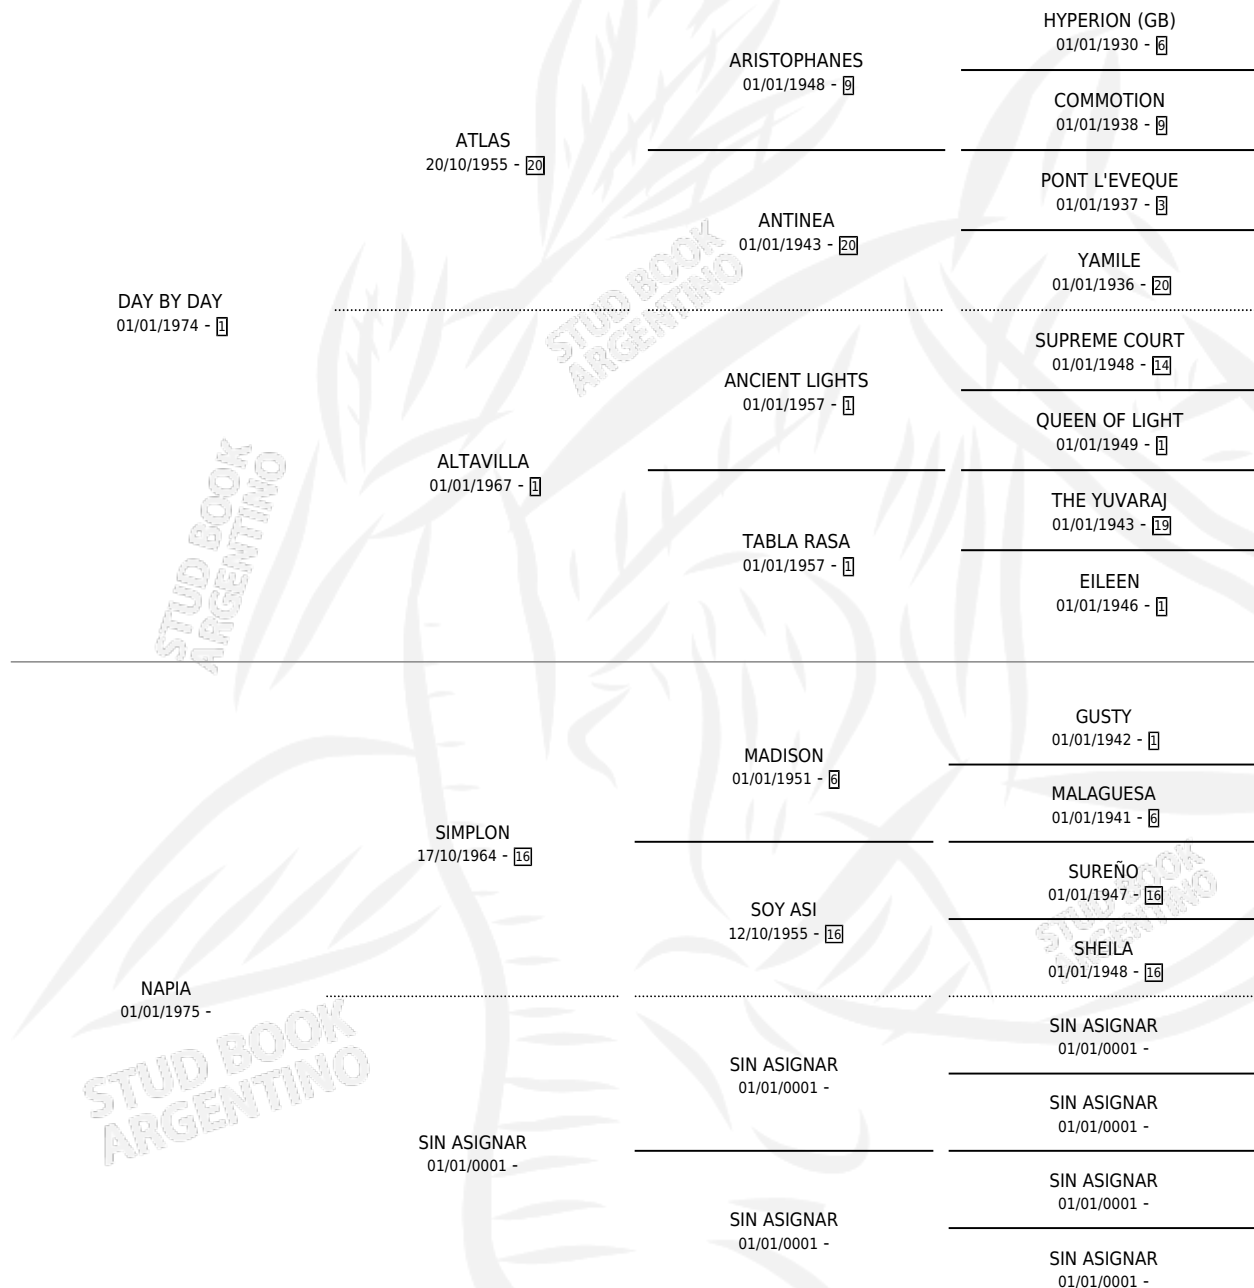 HYPERION (GB)
01/01/1930 - 6
ARISTOPHANES
01/01/1948 - 9
COMMOTION
01/01/1938 - 9
ATLAS
20/10/1955 - 20
PONT L'EVEQUE
01/01/1937 - 3
ANTINEA
01/01/1943 - 20
YAMILE
01/01/1936 - 20
DAY BY DAY
01/01/1974 - 1
SUPREME COURT
01/01/1948 - 14
ANCIENT LIGHTS
01/01/1957 - 1
QUEEN OF LIGHT
01/01/1949 - 1
ALTAVILLA
01/01/1967 - 1
THE YUVARAJ
01/01/1943 - 19
TABLA RASA
01/01/1957 - 1
EILEEN
01/01/1946 - 1
GUSTY
01/01/1942 - 1
MADISON
01/01/1951 - 6
MALAGUESA
01/01/1941 - 6
SIMPLON
17/10/1964 - 16
SUREÑO
01/01/1947 - 16
SOY ASI
12/10/1955 - 16
SHEILA
01/01/1948 - 16
NAPIA
01/01/1975 -
SIN ASIGNAR
01/01/0001 -
SIN ASIGNAR
01/01/0001 -
SIN ASIGNAR
01/01/0001 -
SIN ASIGNAR
01/01/0001 -
SIN ASIGNAR
01/01/0001 -
SIN ASIGNAR
01/01/0001 -
SIN ASIGNAR
01/01/0001 -
STUD BOOK
ARGENTINO
STUD BOOK
ARGENTINO
STUD BOOK
ARGENTINO
STUD BOOK
ARGENTINO